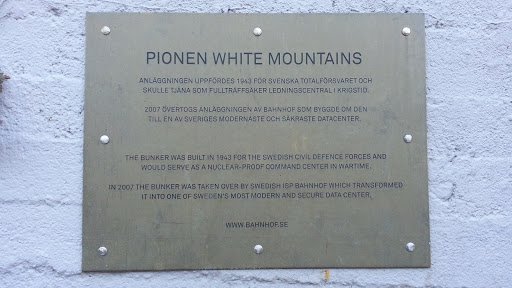 PIONEN WHITE MOUNTAINS
ANLÄGGNINGEN UPPFÖRDES 1943 FÖR SVENSKA TOTALFÖRSVARET OCH
SKULLE TJÄNA SOM FULLTRÄFFSÄKER LEDNINGSCENTRAL I KRIGSTID.
2007 ÖVERTOGS ANLÄGGNINGEN AV BAHNHOF SOM BYGGDE OM DEN
TILL EN AV SVERIGES MODERNASTE OCH SÄKRASTE DATACENTER.
THE BUNKER WAS BUILT IN 1943 FOR THE SWEDISH CIVIL DEFENCE FORCES AND
WOULD SERVE AS A NUCLEAR-PROOF COMMAND CENTER IN WARTIME.
IN 2007 THE BUNKER WAS TAKEN OVER BY SWEDISH ISP BAHNHOF WHICH TRANSFORMED
IT INTO ONE OF SWEDEN'S MOST MODERN AND SECURE DATA CENTER.
WWW.BAHNHOF.SE